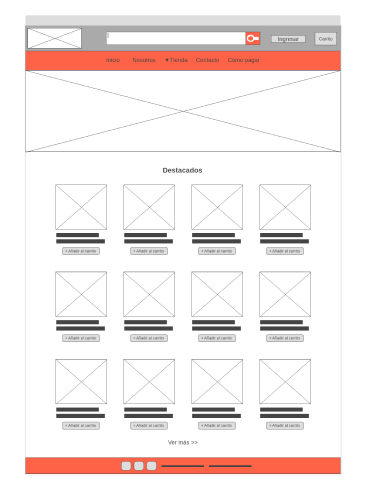 Ingresar
Carrito
Inicio Nosotros ▾ Tienda Contacto Como pagar
Destacados
+ Añadir al carrito + Añadir al carrito + Añadir al carrito + Añadir al carrito
+ Añadir al carrito + Añadir al carrito + Añadir al carrito + Añadir al carrito
+ Añadir al carrito + Añadir al carrito + Añadir al carrito + Añadir al carrito
Ver más >>